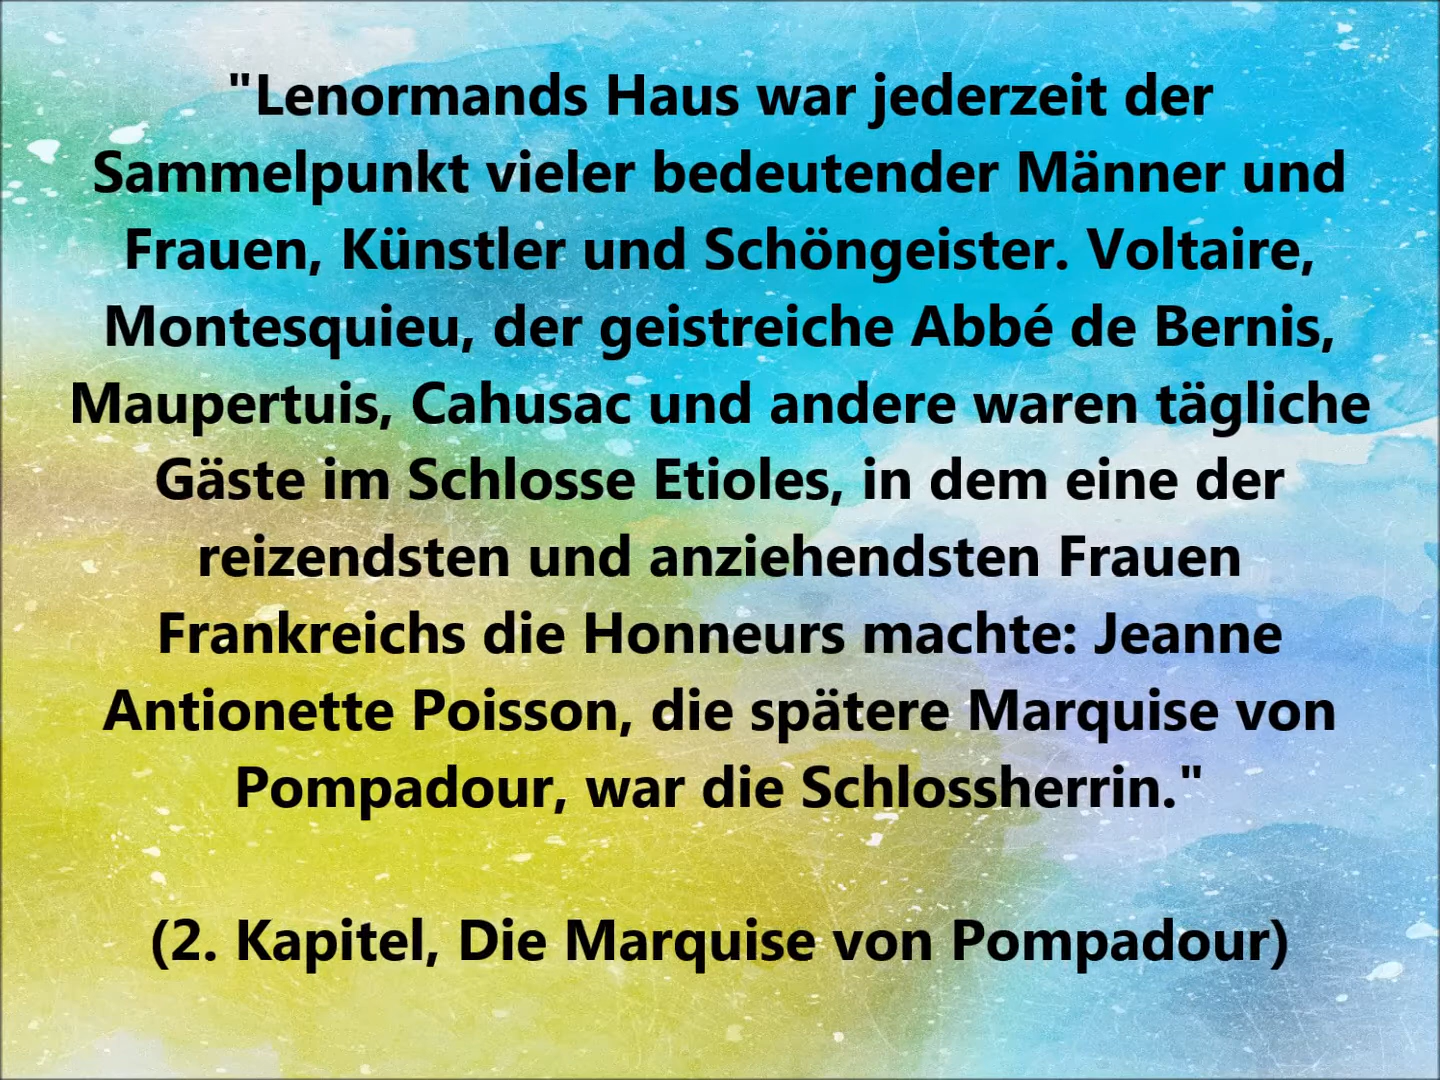 "Lenormands Haus war jederzeit der
Sammelpunkt vieler bedeutender Männer und
Frauen, Künstler und Schöngeister. Voltaire,
Montesquieu, der geistreiche Abbé de Bernis,
Maupertuis, Cahusac und andere waren tägliche
Gäste im Schlosse Etioles, in dem eine der
reizendsten und anziehendsten Frauen
Frankreichs die Honneurs machte: Jeanne
Antionette Poisson, die spätere Marquise von
Pompadour, war die Schlossherrin."
(2. Kapitel, Die Marquise von Pompadour)